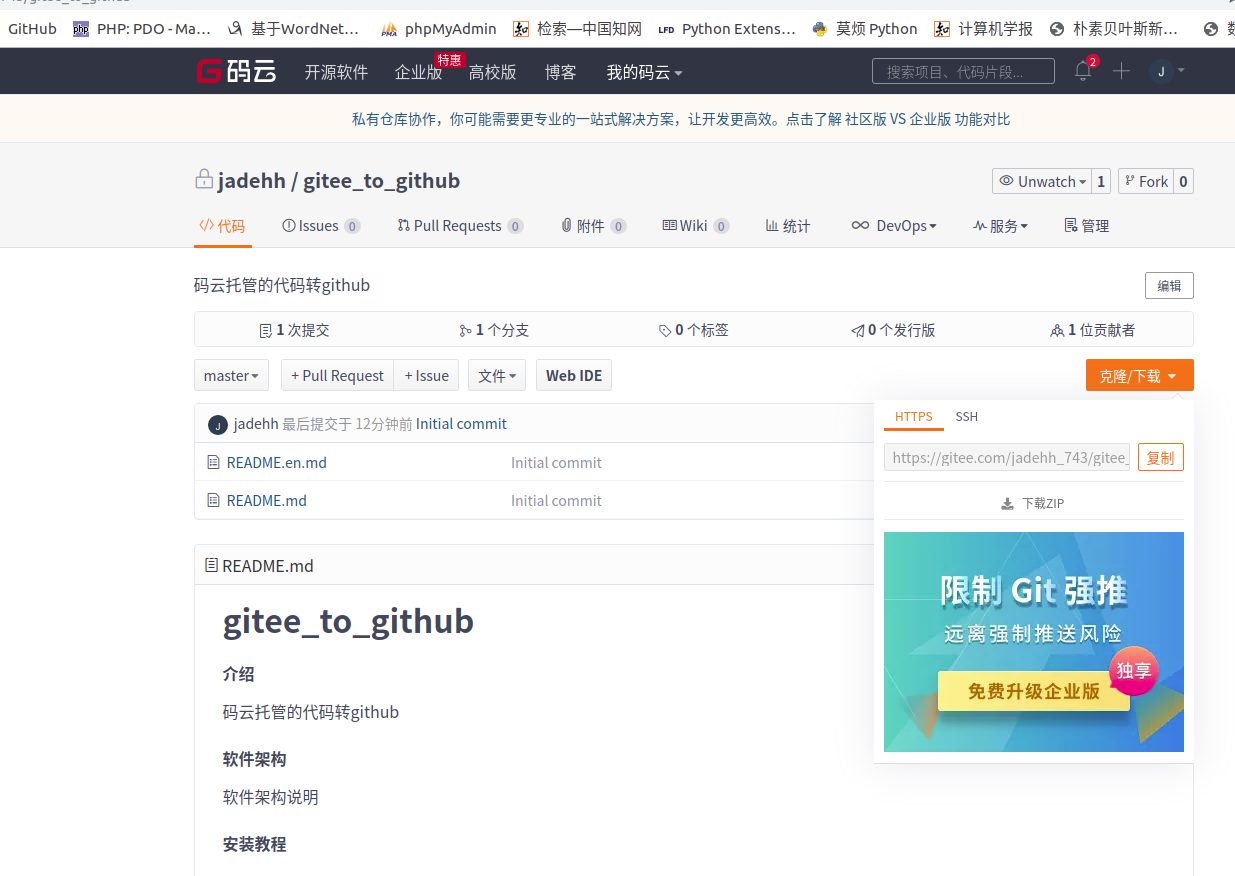 GitHub PHP: PDO - Ma... 基于WordNet... phpMyAdmin 检索—中国知网 Python Extens... 莫烦 Python 计算机学报 朴素贝叶斯新...
码云 开源软件 企业版 特惠 高校版 博客 我的码云 搜索项目、代码片段... 2 J
私有仓库协作，你可能需要更专业的一站式解决方案，让开发更高效。点击了解 社区版 VS 企业版 功能对比
jadehh / gitee_to_github Unwatch 1 Fork 0
代码 Issues 0 Pull Requests 0 附件 0 Wiki 0 统计 DevOps 服务 管理
码云托管的代码转github 编辑
1 次提交 1 个分支 0 个标签 0 个发行版 1 位贡献者
master + Pull Request + Issue 文件 Web IDE 克隆/下载
HTTPS SSH
J jadehh 最后提交于 12分钟前 Initial commit
https://gitee.com/jadehh_743/gitee_ 复制
README.en.md Initial commit
README.md Initial commit
下载ZIP
限制 Git 强推
远离强制推送风险
独享
免费升级企业版
README.md
gitee_to_github
介绍
码云托管的代码转github
软件架构
软件架构说明
安装教程